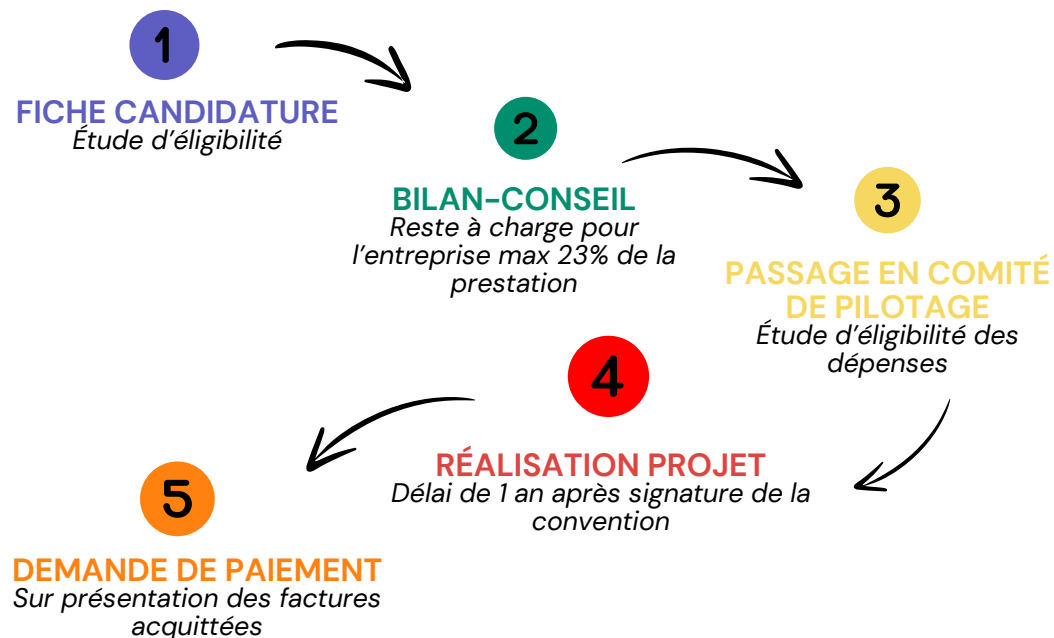 1
FICHE CANDIDATURE
Étude d’éligibilité
2
BILAN-CONSEIL
Reste à charge pour
l’entreprise max 23% de la
prestation
3
PASSAGE EN COMITÉ
DE PILOTAGE
Étude d’éligibilité des
dépenses
4
RÉALISATION PROJET
Délai de 1 an après signature de la
convention
5
DEMANDE DE PAIEMENT
Sur présentation des factures
acquittées